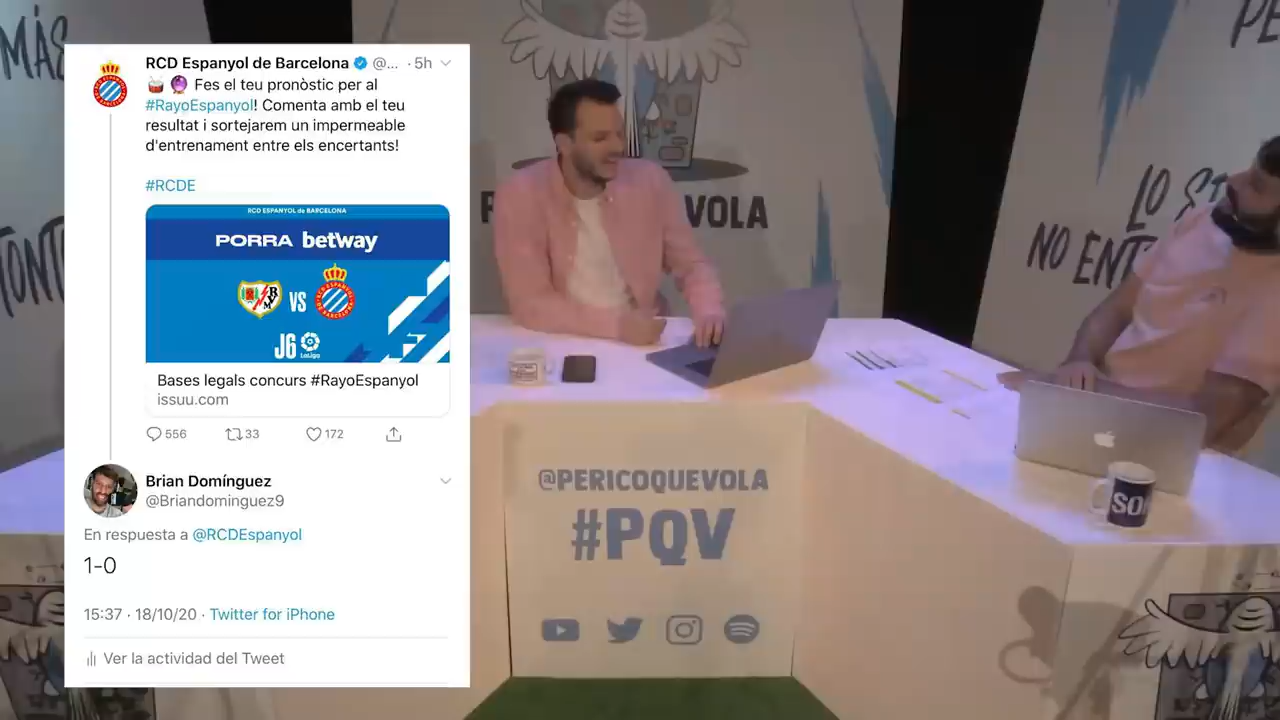 RCD Espanyol de Barcelona @... · 5h
Fes el teu pronòstic per al
#RayoEspanyol! Comenta amb el teu
resultat i sortejarem un impermeable
d'entrenament entre els encertants!
#RCDE
RCD ESPANYOL de BARCELONA
PORRA betway
VS
J6 LaLiga
Bases legals concurs #RayoEspanyol
issuu.com
556 33 172
Brian Domínguez
@Briandominguez9
En respuesta a @RCDEspanyol
1-0
15:37 · 18/10/20 · Twitter for iPhone
Ver la actividad del Tweet
MÁS
VOLA
LO
NO
@PERICOQUEVOLA
#PQV